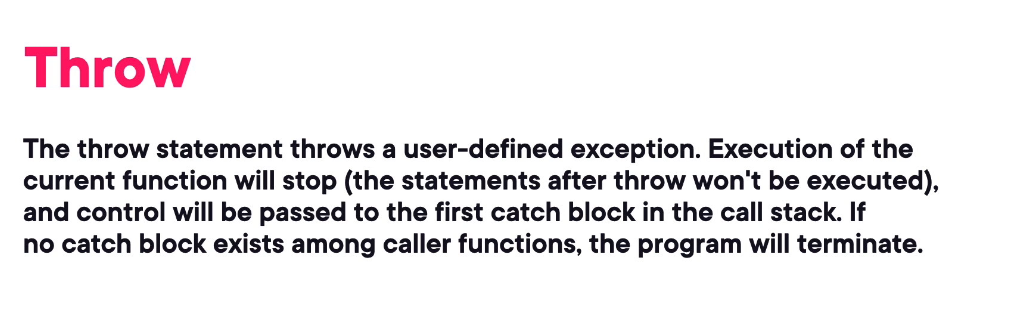 Throw
The throw statement throws a user-defined exception. Execution of the
current function will stop (the statements after throw won't be executed),
and control will be passed to the first catch block in the call stack. If
no catch block exists among caller functions, the program will terminate.